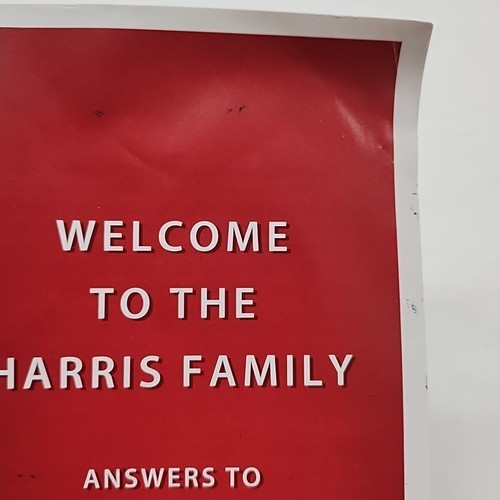 WELCOME
TO THE
HARRIS FAMILY
ANSWERS TO